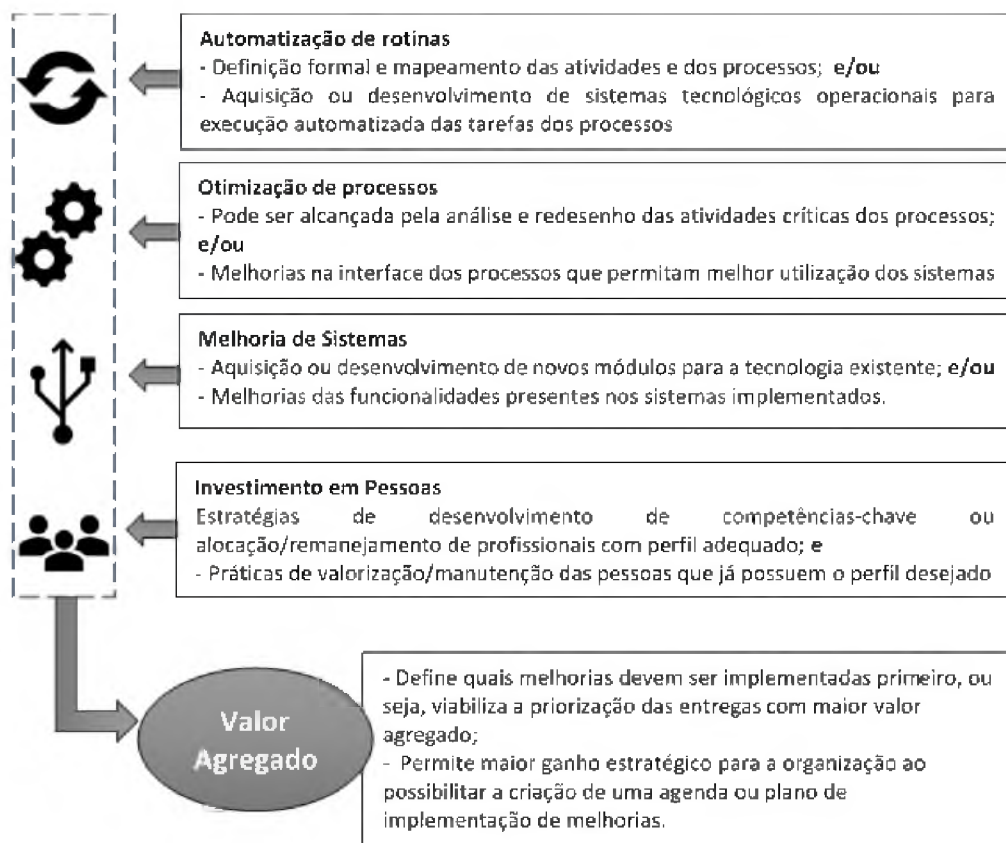 Automatização de rotinas
- Definição formal e mapeamento das atividades e dos processos; e/ou
- Aquisição ou desenvolvimento de sistemas tecnológicos operacionais para
execução automatizada das tarefas dos processos
Otimização de processos
- Pode ser alcançada pela análise e redesenho das atividades críticas dos processos;
e/ou
- Melhorias na interface dos processos que permitam melhor utilização dos sistemas
Melhoria de Sistemas
- Aquisição ou desenvolvimento de novos módulos para a tecnologia existente; e/ou
- Melhorias das funcionalidades presentes nos sistemas implementados.
Investimento em Pessoas
Estratégias de desenvolvimento de competências-chave ou
alocação/remanejamento de profissionais com perfil adequado; e
- Práticas de valorização/manutenção das pessoas que já possuem o perfil desejado
Valor
Agregado
- Define quais melhorias devem ser implementadas primeiro, ou
seja, viabiliza a priorização das entregas com maior valor
agregado;
- Permite maior ganho estratégico para a organização ao
possibilitar a criação de uma agenda ou plano de
implementação de melhorias.